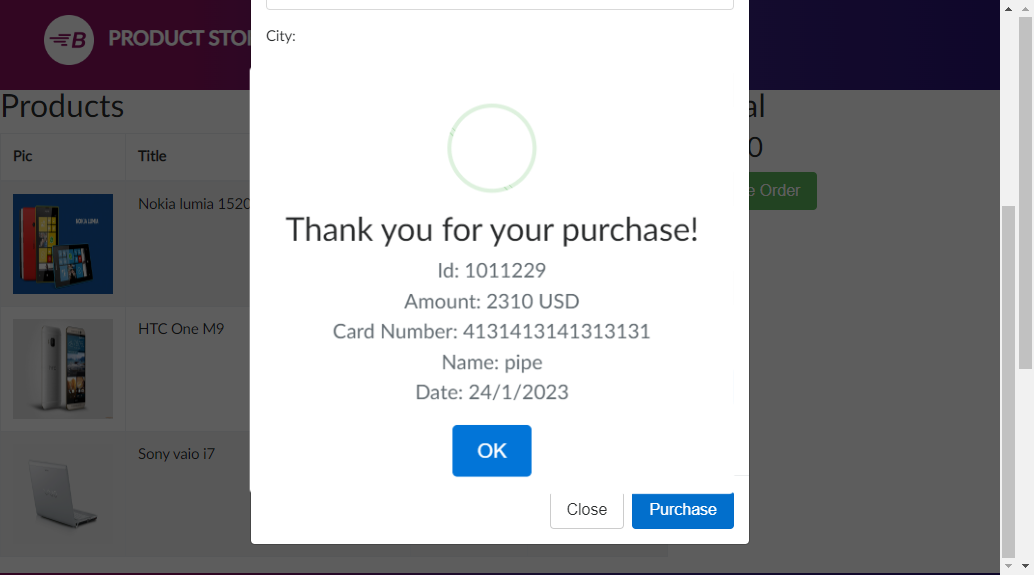 B PRODUCT STO
City:
Products
al
Pic Title
0
e Order
Nokia lumia 1520
NOKIA LUMIA
Thank you for your purchase!
Id: 1011229
Amount: 2310 USD
HTC One M9
Card Number: 4131413141313131
Name: pipe
Date: 24/1/2023
OK
Sony vaio i7
Close Purchase